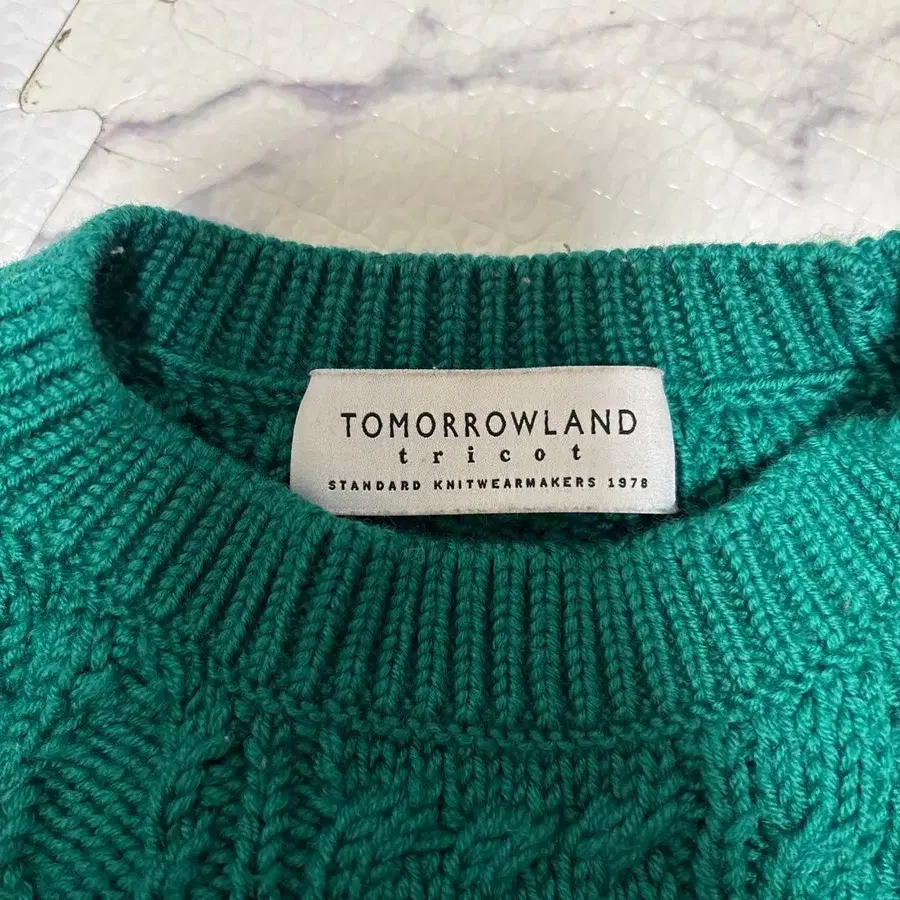 TOMORROWLAND
tricot
STANDARD KNITWEARMAKERS 1978